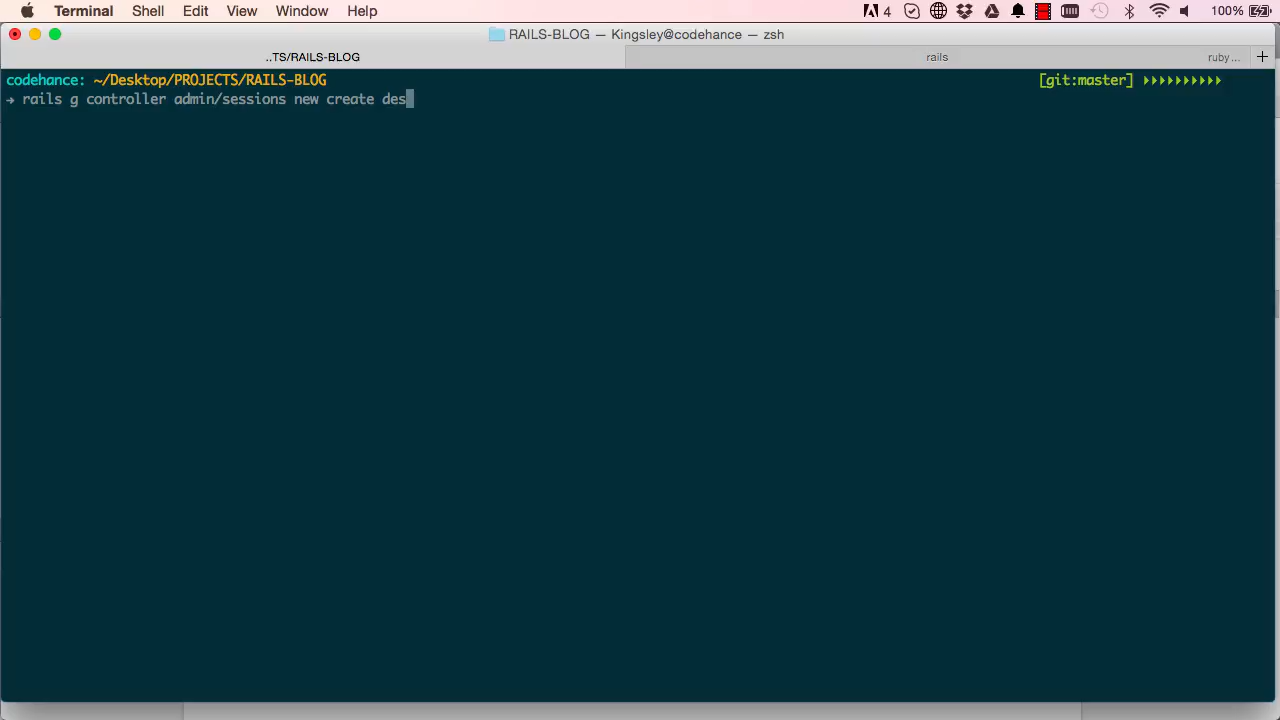 Terminal Shell Edit View Window Help 4 100%
RAILS-BLOG — Kingsley@codehance — zsh
..TS/RAILS-BLOG rails ruby... +
codehance: ~/Desktop/PROJECTS/RAILS-BLOG [git:master]
→ rails g controller admin/sessions new create des